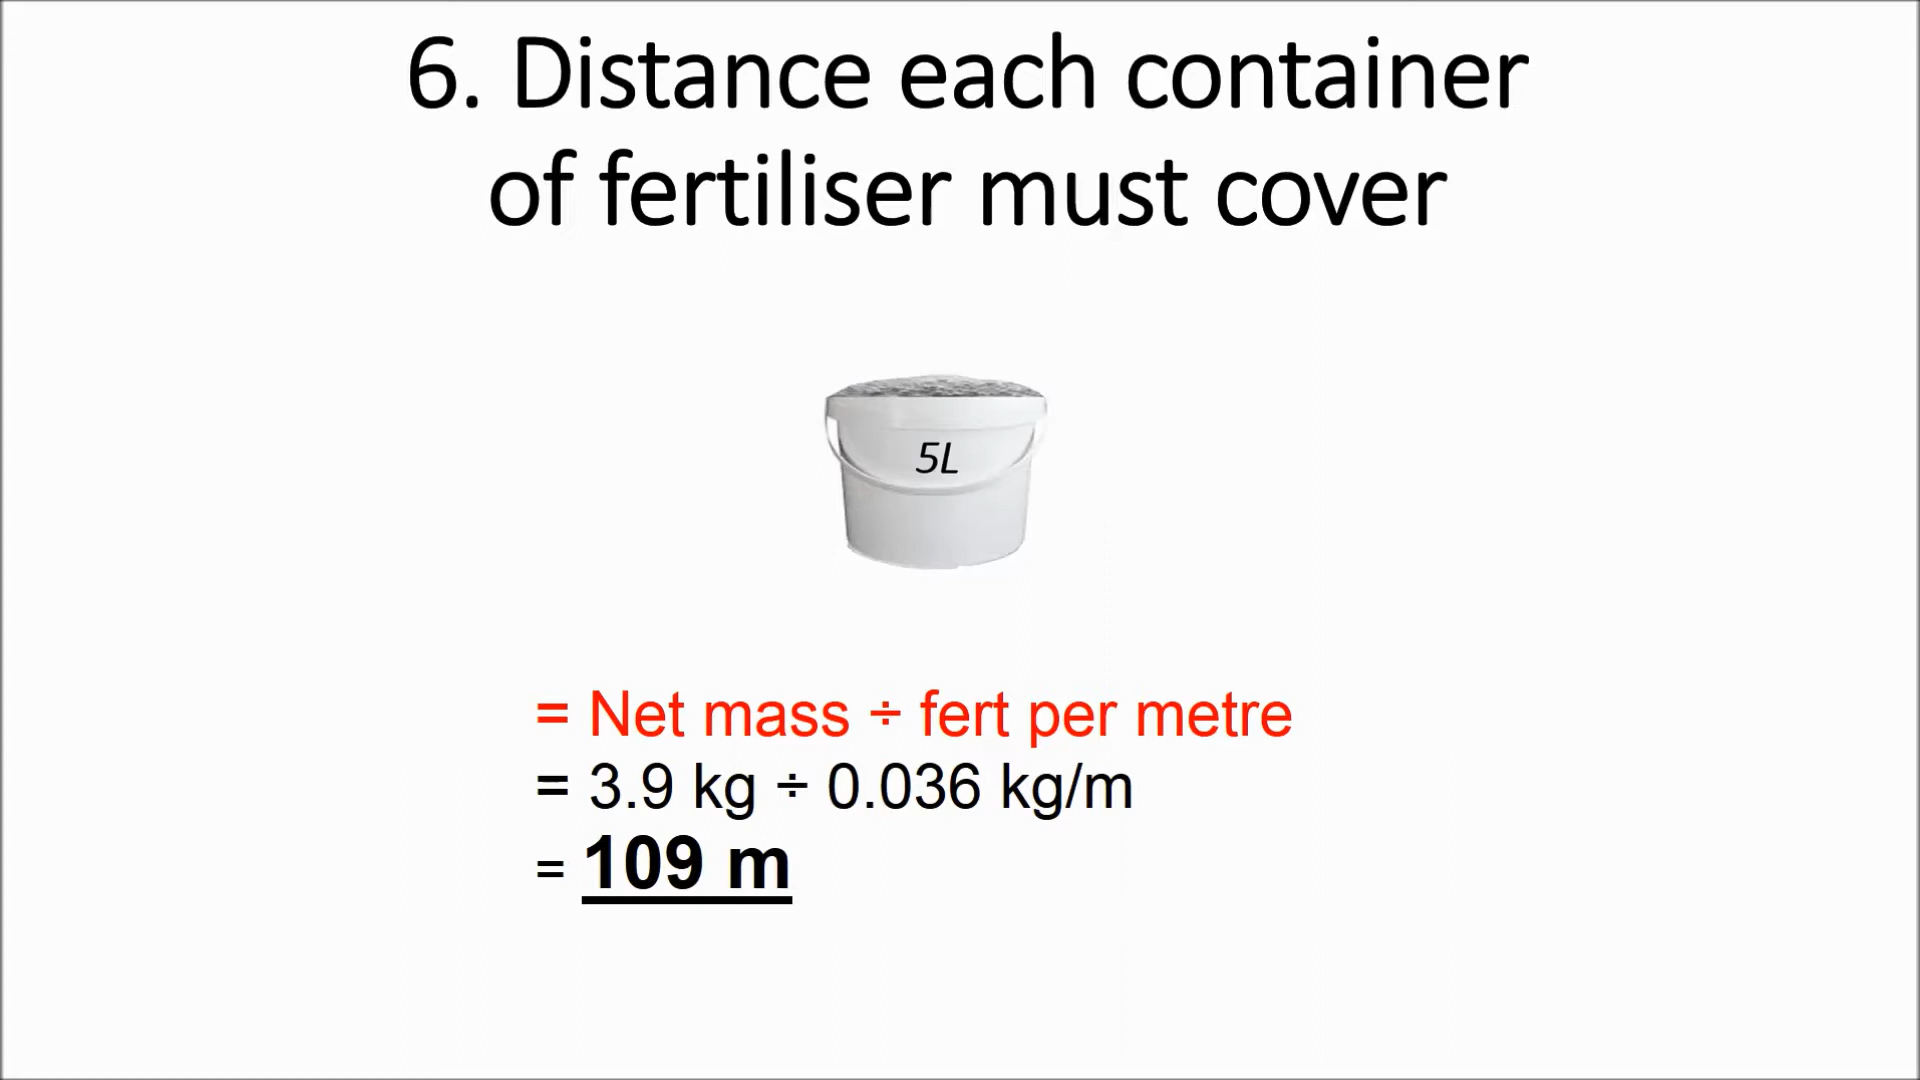 6. Distance each container
of fertiliser must cover
5L
= Net mass ÷ fert per metre
= 3.9 kg ÷ 0.036 kg/m
= 109 m